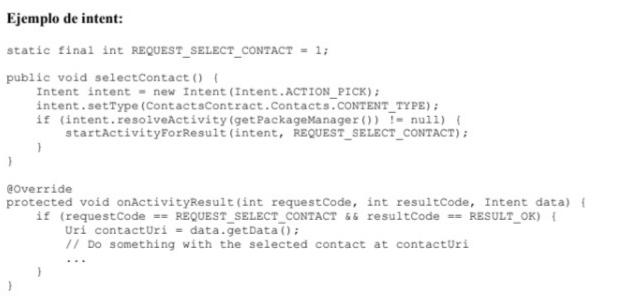 Ejemplo de intent:
static final int REQUEST_SELECT_CONTACT = 1;
public void selectContact() {
    Intent intent = new Intent(Intent.ACTION_PICK);
    intent.setType(ContactsContract.Contacts.CONTENT_TYPE);
    if (intent.resolveActivity(getPackageManager()) != null) {
        startActivityForResult(intent, REQUEST_SELECT_CONTACT);
    }
}
@Override
protected void onActivityResult(int requestCode, int resultCode, Intent data) {
    if (requestCode == REQUEST_SELECT_CONTACT && resultCode == RESULT_OK) {
        Uri contactUri = data.getData();
        // Do something with the selected contact at contactUri
        ...
    }
}